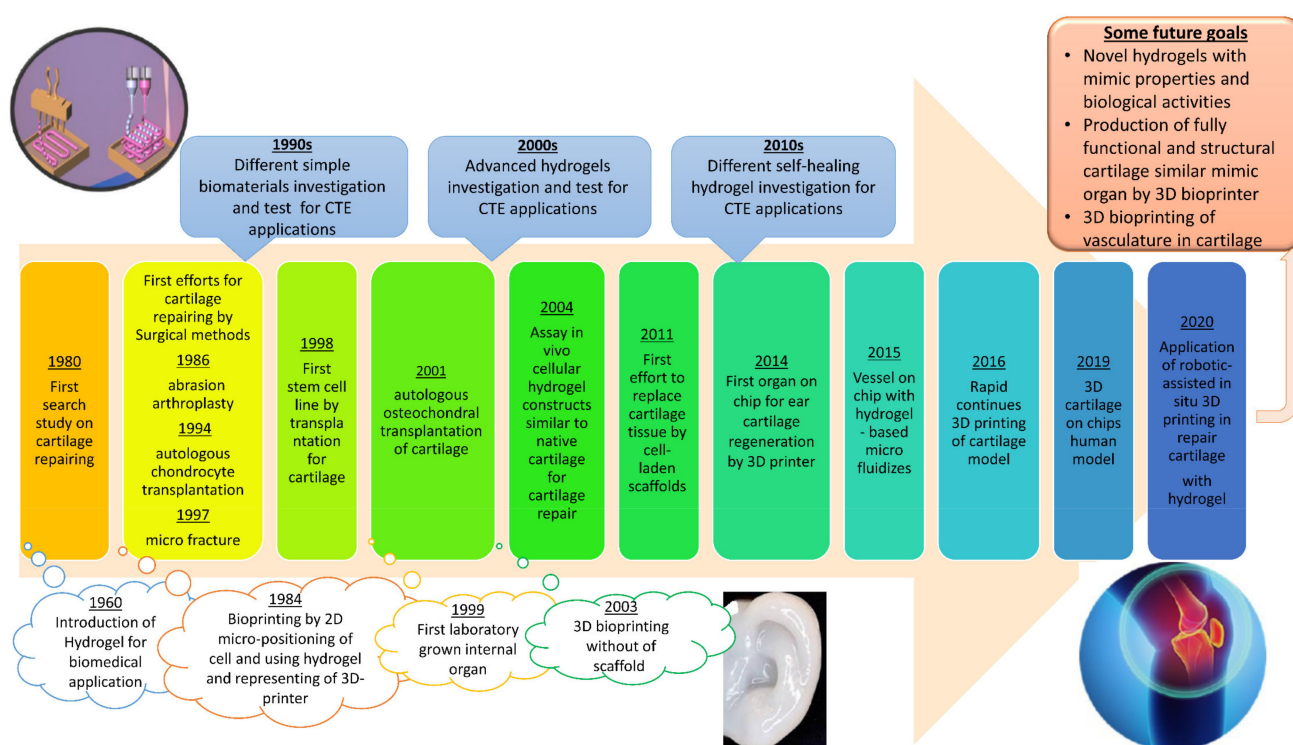 Some future goals
• Novel hydrogels with
mimic properties and
biological activities
• Production of fully
functional and structural
cartilage similar mimic
organ by 3D bioprinter
• 3D bioprinting of
vasculature in cartilage
1990s
Different simple
biomaterials investigation
and test for CTE
applications
2000s
Advanced hydrogels
investigation and test for
CTE applications
2010s
Different self-healing
hydrogel investigation for
CTE applications
1980
First
search
study on
cartilage
repairing
First efforts for
cartilage
repairing by
Surgical methods
1986
abrasion
arthroplasty
1994
autologous
chondrocyte
transplantation
1997
micro fracture
1998
First
stem cell
line by
transpla
ntation
for
cartilage
2001
autologous
osteochondral
transplantation
of cartilage
2004
Assay in
vivo
cellular
hydrogel
constructs
similar to
native
cartilage
for
cartilage
repair
2011
First
effort to
replace
cartilage
tissue by
cell-
laden
scaffolds
2014
First organ on
chip for ear
cartilage
regeneration
by 3D printer
2015
Vessel on
chip with
hydrogel
- based
micro
fluidizes
2016
Rapid
continues
3D printing
of cartilage
model
2019
3D
cartilage
on chips
human
model
2020
Application
of robotic-
assisted in
situ 3D
printing in
repair
cartilage
with
hydrogel
1960
Introduction of
Hydrogel for
biomedical
application
1984
Bioprinting by 2D
micro-positioning of
cell and using hydrogel
and representing of 3D-
printer
1999
First laboratory
grown internal
organ
2003
3D bioprinting
without of
scaffold